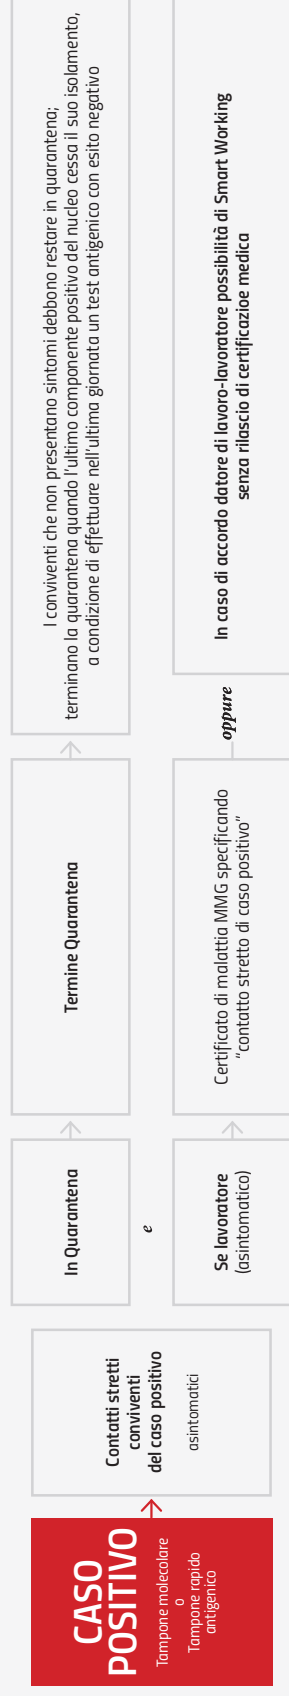 CASO
POSITIVO
Tampone molecolare
o
Tampone rapido
antigenico
Contatti stretti
conviventi
del caso positivo
asintomatici
In Quarantena
Termine Quarantena
I conviventi che non presentano sintomi debbono restare in quarantena;
terminano la quarantena quando l'ultimo componente positivo del nucleo cessa il suo isolamento,
a condizione di effettuare nell'ultima giornata un test antigenico con esito negativo
e
Se lavoratore
(asintomatico)
Certificato di malattia MMG specificando
"contatto stretto di caso positivo"
oppure
In caso di accordo datore di lavoro-lavoratore possibilità di Smart Working
senza rilascio di certificazioe medica